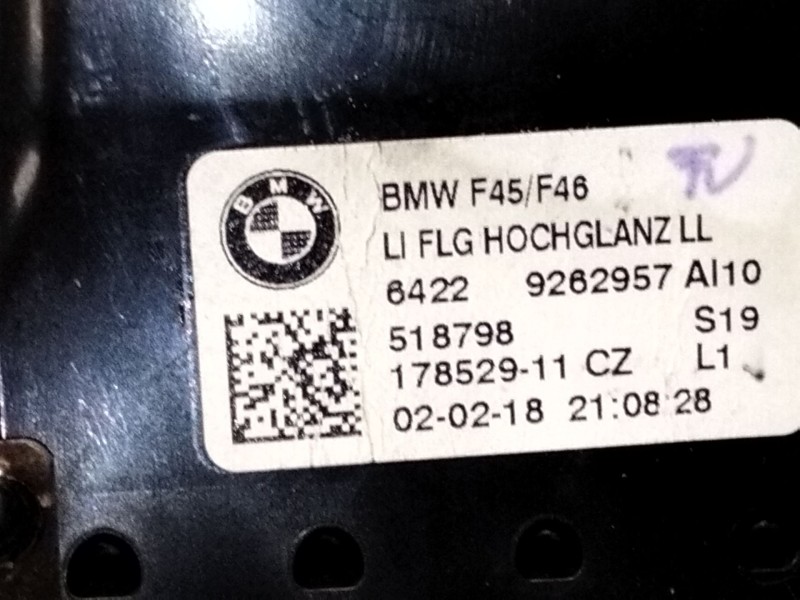 BMW
TV
BMW F45/F46
LI FLG HOCHGLANZ LL
6422 9262957 AI10
518798 S19
178529-11 CZ L1
02-02-18 21:08:28